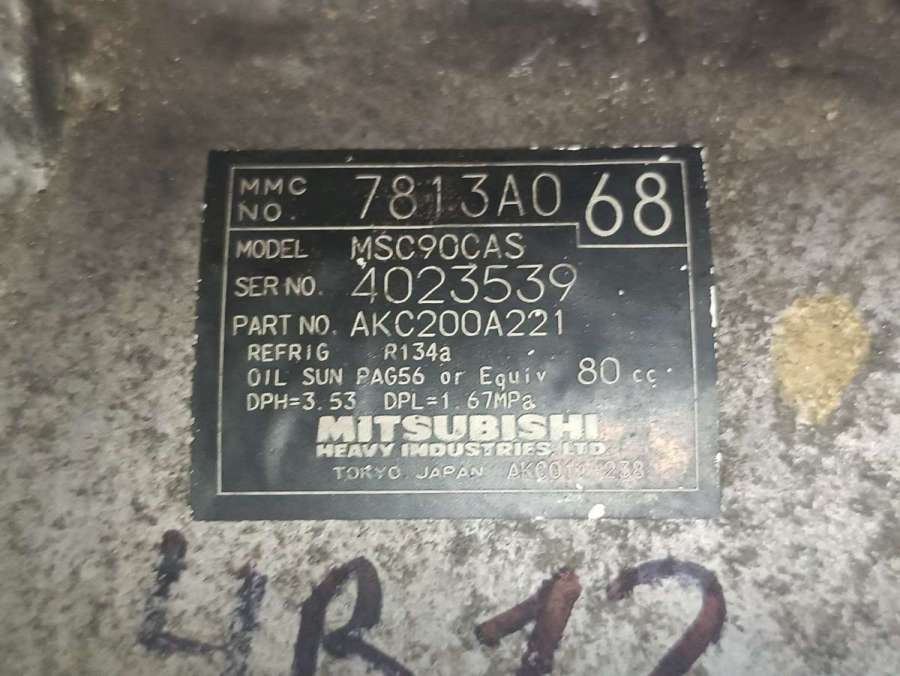 MMC NO. 7813A0 68
MODEL MSC90CAS
SER NO. 4023539
PART NO. AKC200A221
REFRIG R134a
OIL SUN PAG56 or Equiv 80 cc
DPH=3.53 DPL=1.67MPa
MITSUBISHI
HEAVY INDUSTRIES, LTD.
TOKYO JAPAN
4B12